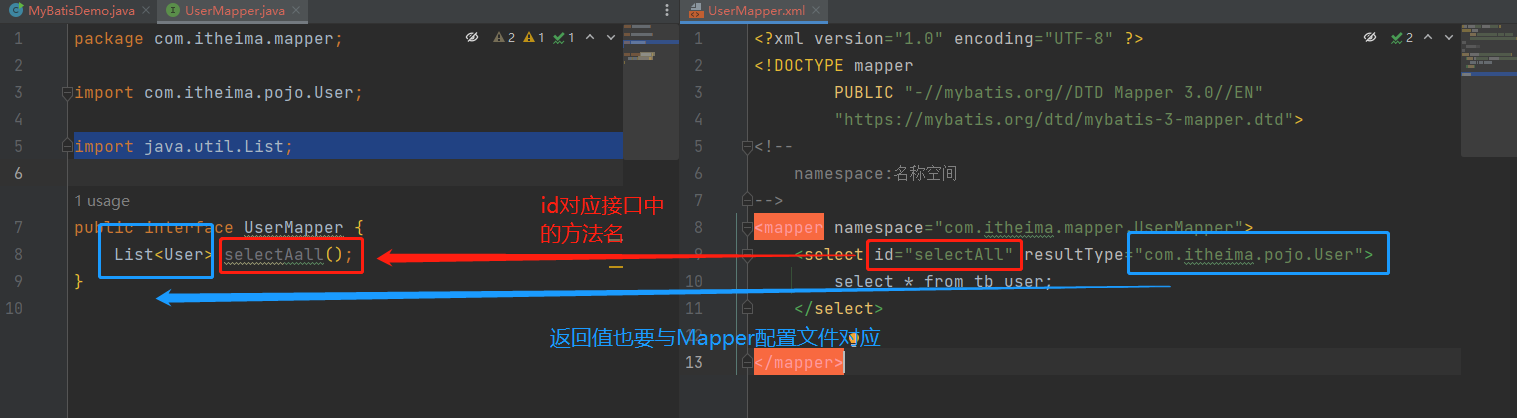 MyBatisDemo.java
UserMapper.java
UserMapper.xml
1 package com.itheima.mapper;
2
3 import com.itheima.pojo.User;
4
5 import java.util.List;
6
1 usage
7 public interface UserMapper {
8 List<User> selectAall();
9 }
10
2 1 1
id对应接口中
的方法名
返回值也要与Mapper配置文件对应
1 <?xml version="1.0" encoding="UTF-8" ?>
2 <!DOCTYPE mapper
3 PUBLIC "-//mybatis.org//DTD Mapper 3.0//EN"
4 "https://mybatis.org/dtd/mybatis-3-mapper.dtd">
5 <!--
6 namespace:名称空间
7 -->
8 <mapper namespace="com.itheima.mapper.UserMapper">
9 <select id="selectAll" resultType="com.itheima.pojo.User">
10 select * from tb_user;
11 </select>
12
13 </mapper>
2